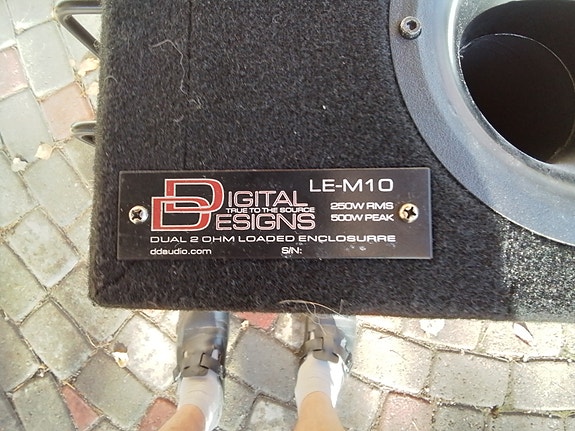 DIGITAL DESIGNS
TRUE TO THE SOURCE
LE-M10
250W RMS
500W PEAK
DUAL 2 OHM LOADED ENCLOSURRE
ddaudio.com S/N: